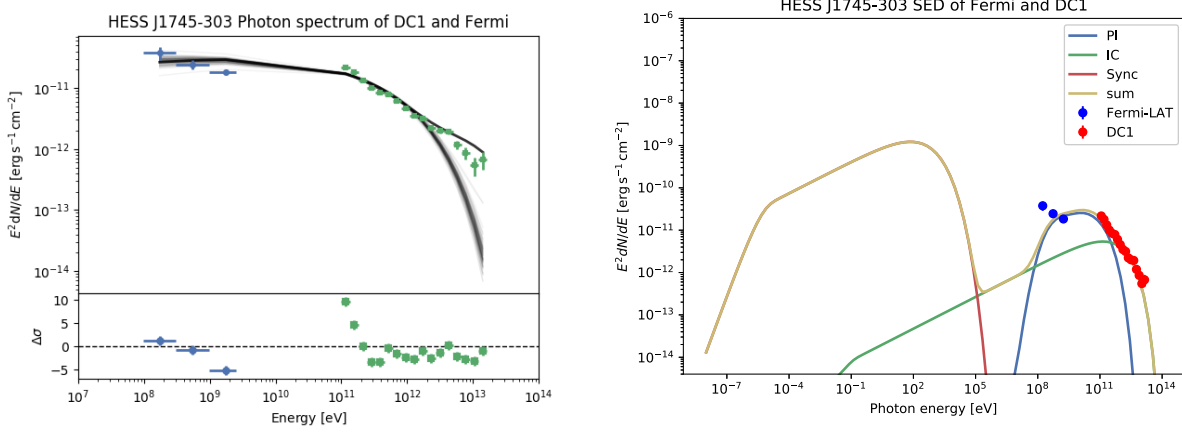 HESS J1745-303 Photon spectrum of DC1 and Fermi
E²dN/dE [erg s⁻¹ cm⁻²]
10⁻¹¹
10⁻¹²
10⁻¹³
10⁻¹⁴
Δσ
10
5
0
−5
10⁷ 10⁸ 10⁹ 10¹⁰ 10¹¹ 10¹² 10¹³ 10¹⁴
Energy [eV]
HESS J1745-303 SED of Fermi and DC1
E²dN/dE [erg s⁻¹ cm⁻²]
10⁻⁶
10⁻⁷
10⁻⁸
10⁻⁹
10⁻¹⁰
10⁻¹¹
10⁻¹²
10⁻¹³
10⁻¹⁴
PI
IC
Sync
sum
Fermi-LAT
DC1
10⁻⁷ 10⁻⁴ 10⁻¹ 10² 10⁵ 10⁸ 10¹¹ 10¹⁴
Photon energy [eV]